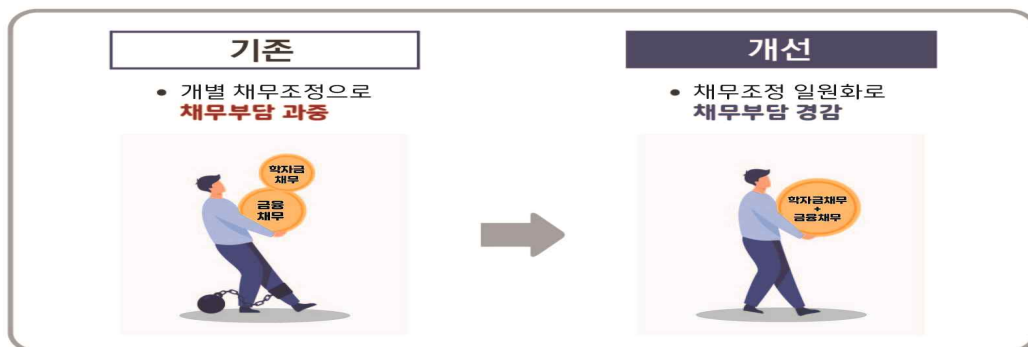 기존
• 개별 채무조정으로
채무부담 과중
학자금
채무
금융
채무
개선
• 채무조정 일원화로
채무부담 경감
학자금채무
+
금융채무